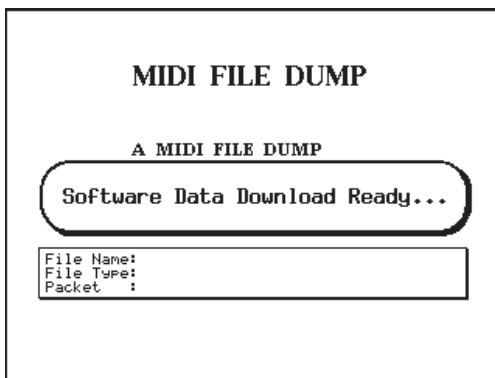 MIDI FILE DUMP
A MIDI FILE DUMP
Software Data Download Ready...
File Name:
File Type:
Packet :